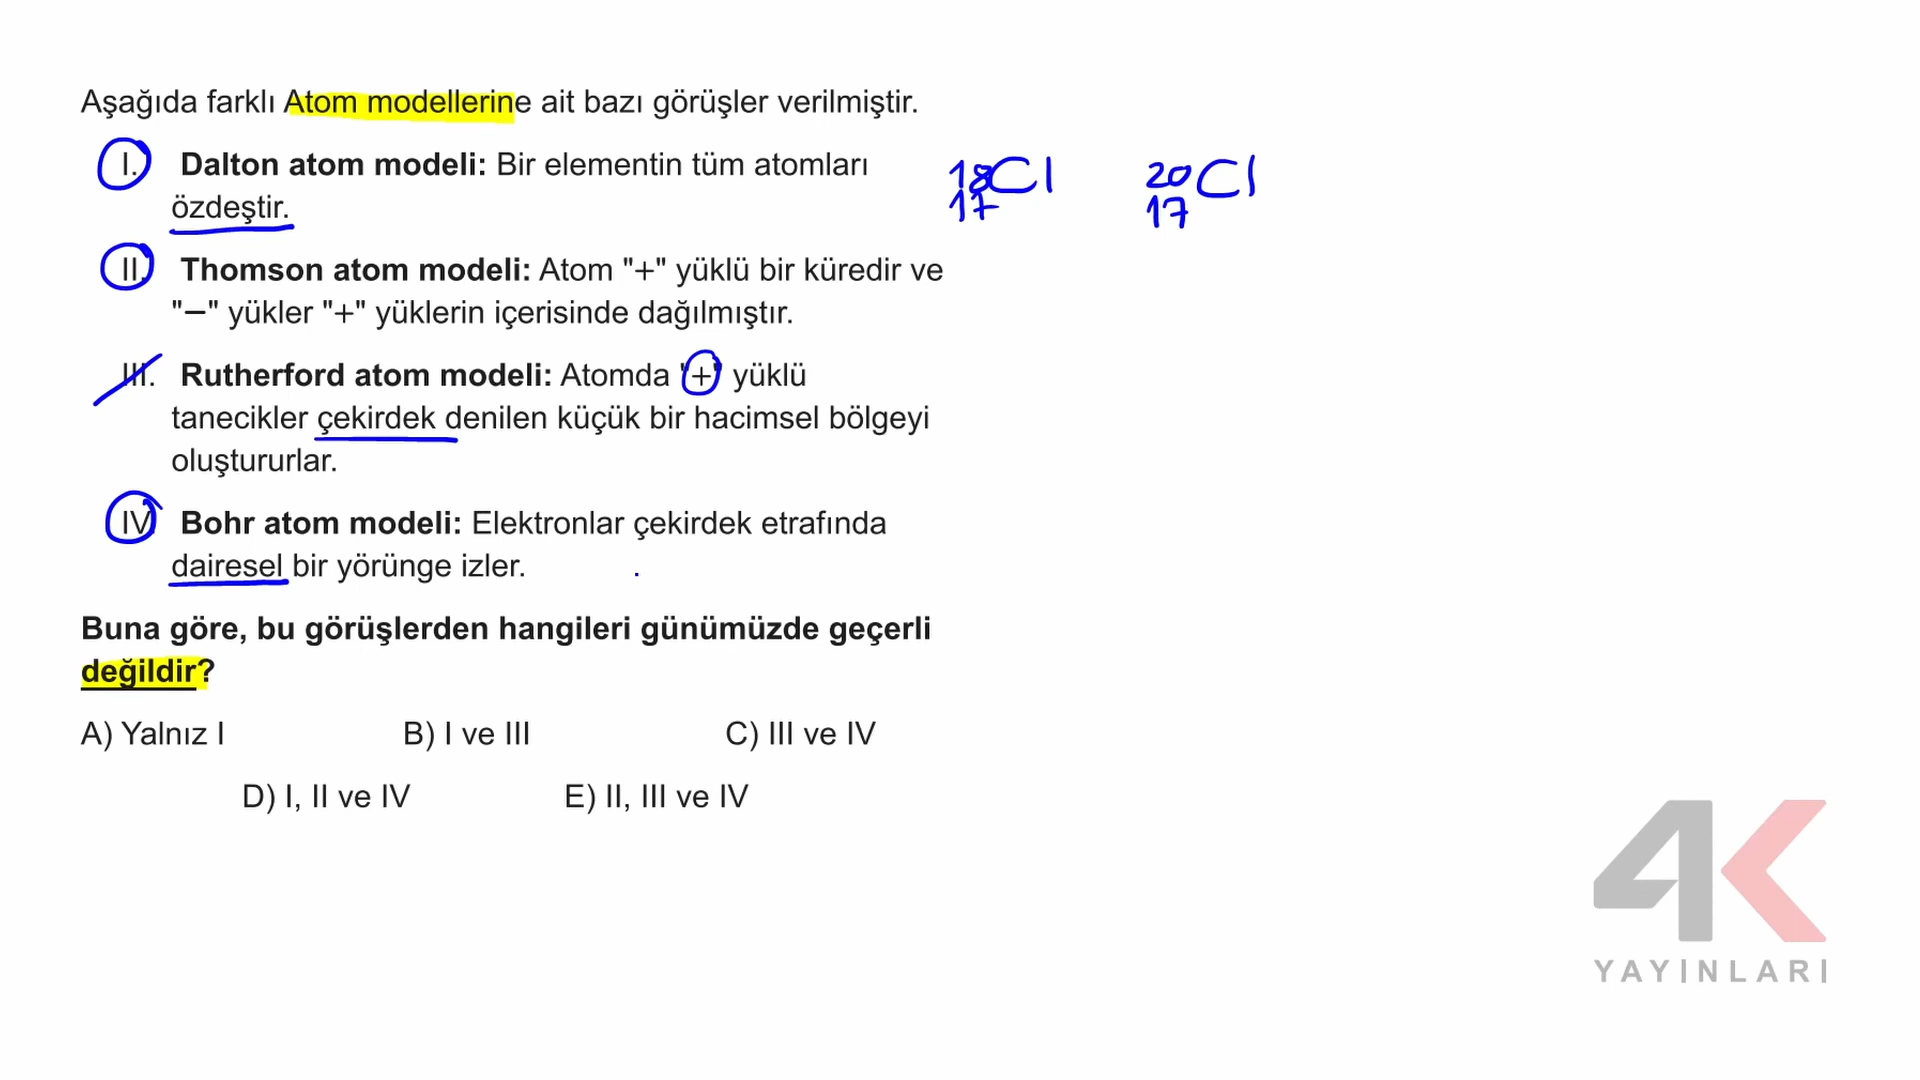 Aşağıda farklı Atom modellerine ait bazı görüşler verilmiştir.
I. Dalton atom modeli: Bir elementin tüm atomları
özdeştir.
18
17 Cl
20
17 Cl
II. Thomson atom modeli: Atom "+" yüklü bir küredir ve
"−" yükler "+" yüklerin içerisinde dağılmıştır.
III. Rutherford atom modeli: Atomda "+" yüklü
tanecikler çekirdek denilen küçük bir hacimsel bölgeyi
oluştururlar.
IV. Bohr atom modeli: Elektronlar çekirdek etrafında
dairesel bir yörünge izler.
Buna göre, bu görüşlerden hangileri günümüzde geçerli
değildir?
A) Yalnız I B) I ve III C) III ve IV
D) I, II ve IV E) II, III ve IV
4K
YAYINLARI